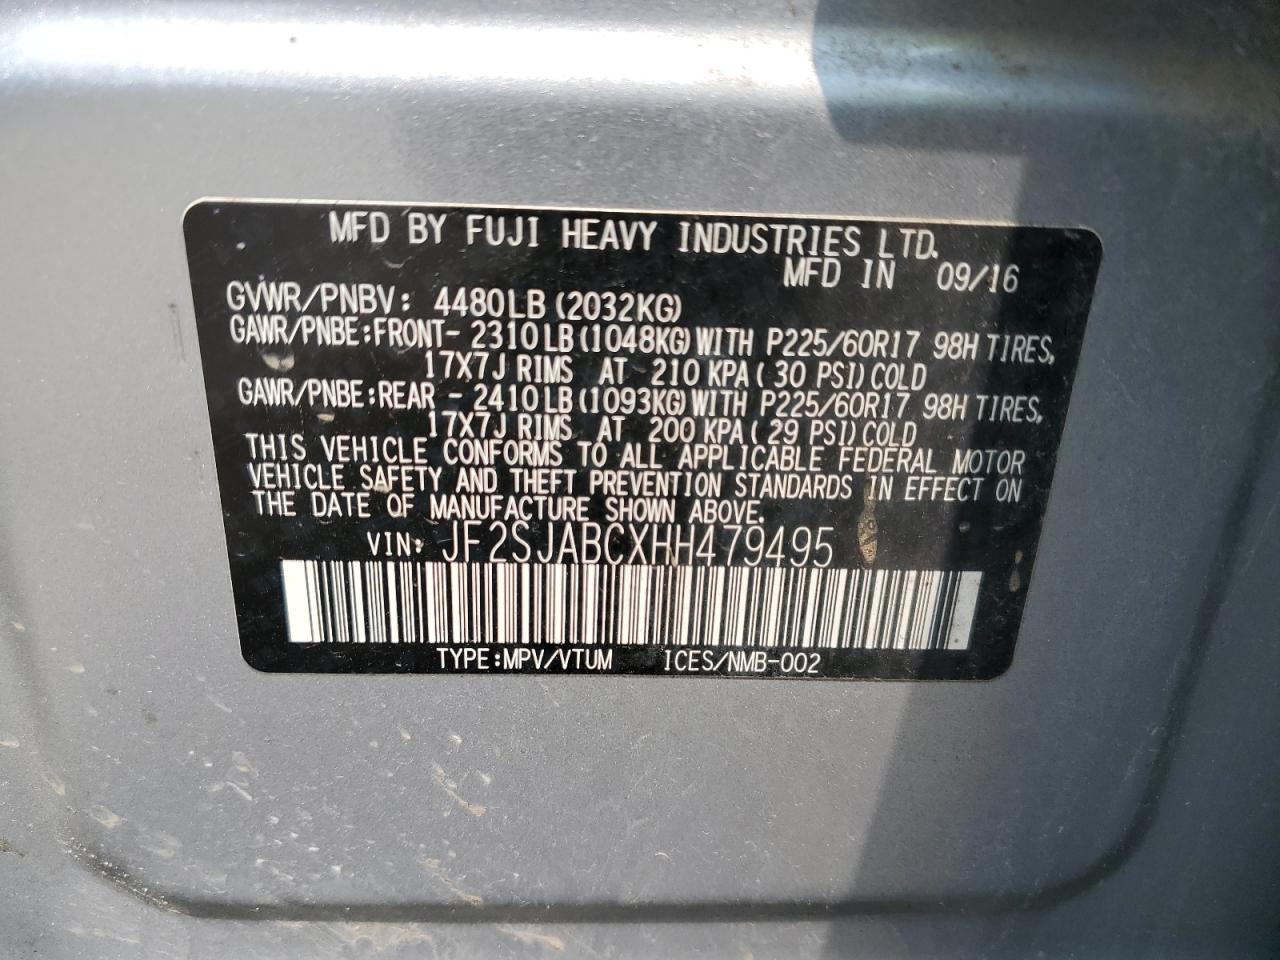 MFD BY FUJI HEAVY INDUSTRIES LTD.
MFD IN 09/16
GVWR/PNBV: 4480LB (2032KG)
GAWR/PNBE:FRONT- 2310LB(1048KG)WITH P225/60R17 98H TIRES,
17X7J RIMS AT 210 KPA( 30 PSI)COLD
GAWR/PNBE:REAR - 2410LB(1093KG)WITH P225/60R17 98H TIRES,
17X7J RIMS AT 200 KPA( 29 PSI)COLD
THIS VEHICLE CONFORMS TO ALL APPLICABLE FEDERAL MOTOR
VEHICLE SAFETY AND THEFT PREVENTION STANDARDS IN EFFECT ON
THE DATE OF MANUFACTURE SHOWN ABOVE.
VIN: JF2SJABCXHH479495
TYPE:MPV/VTUM ICES/NMB-002